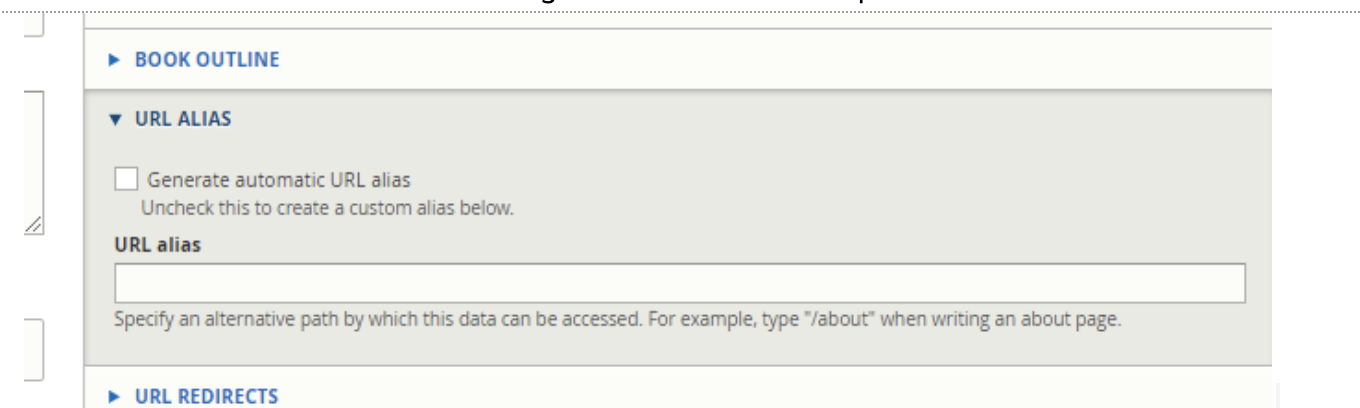 BOOK OUTLINE
URL ALIAS
Generate automatic URL alias
Uncheck this to create a custom alias below.
URL alias
Specify an alternative path by which this data can be accessed. For example, type "/about" when writing an about page.
URL REDIRECTS